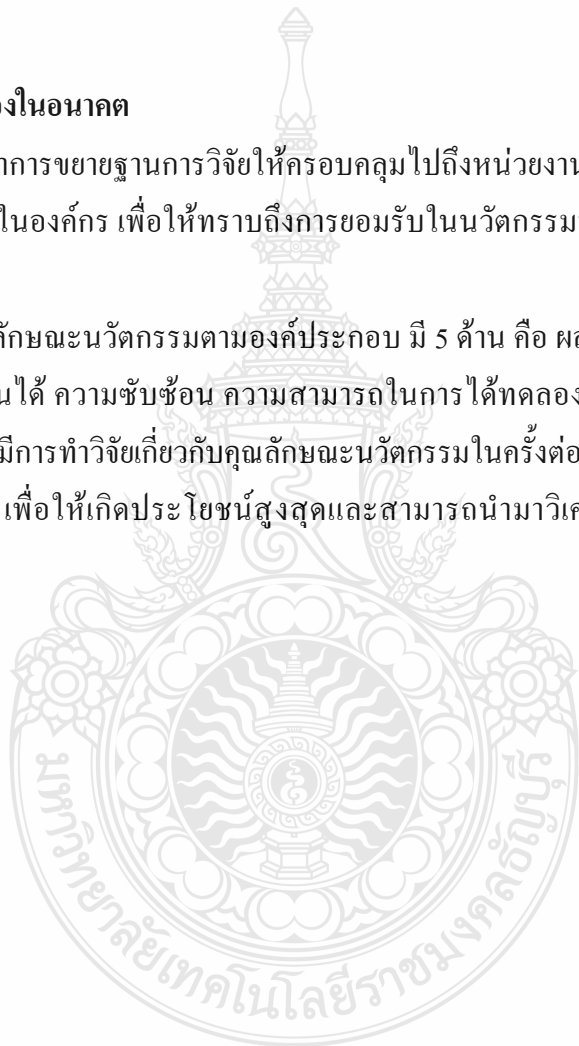 องในอนาคต
าการขยายฐานการวิจัยให้ครอบคลุมไปถึงหน่วยงาน
ในองค์กร เพื่อให้ทราบถึงการยอมรับในนวัตกรรม
ลักษณะนวัตกรรมตามองค์ประกอบ มี 5 ด้าน คือ ผล
นได้ ความซับซ้อน ความสามารถในการได้ทดลอง
มีการทำวิจัยเกี่ยวกับคุณลักษณะนวัตกรรมในครั้งต่อ
เพื่อให้เกิดประโยชน์สูงสุดและสามารถนำมาวิเค
มหาวิทยาลัยเทคโนโลยีราชมงคลธัญบุรี